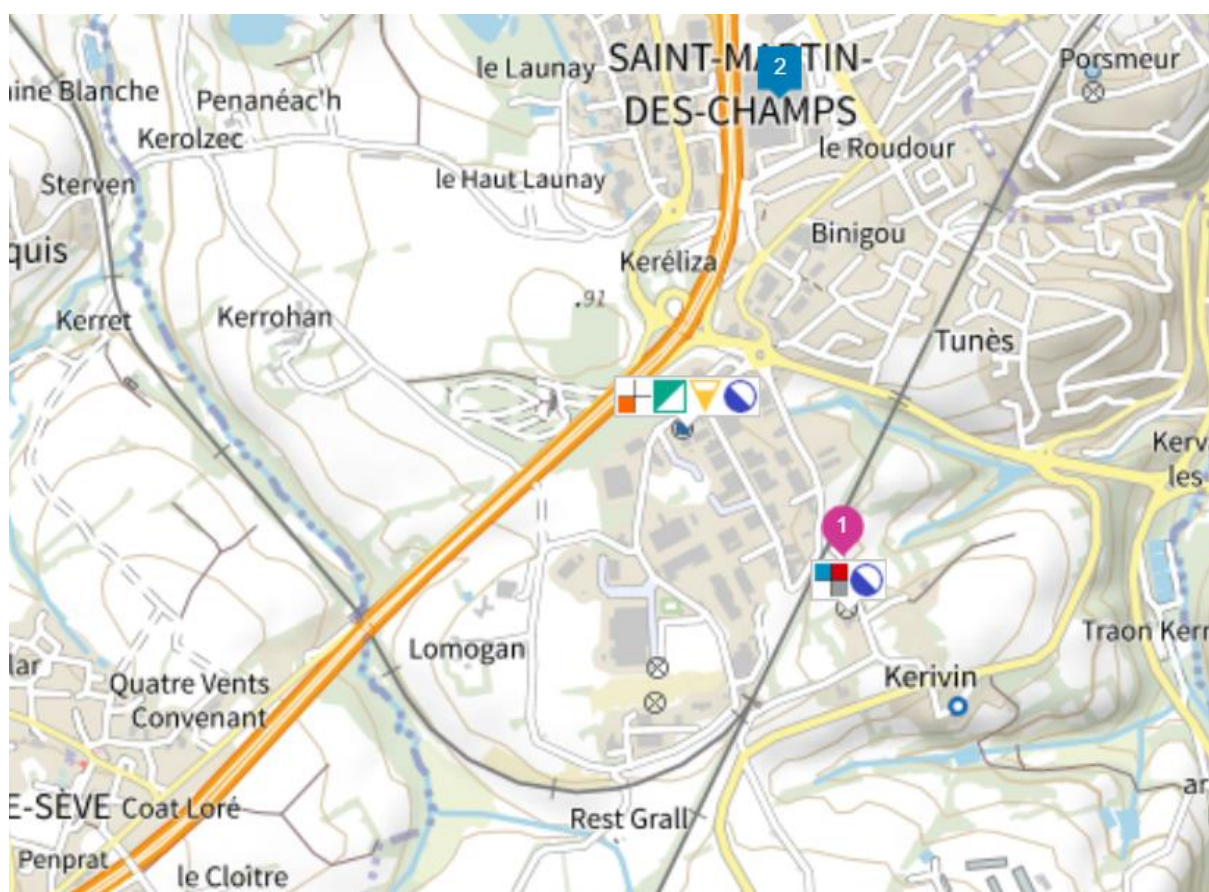 le Launay
SAINT-MARTIN-
DES-CHAMPS
2
Porsmeur
ine Blanche
Penanéac'h
Kerolzec
le Roudour
Sterven
le Haut Launay
Binigou
quis
Keréliza
.91
Kerret
Kerrohan
Tunès
Kerv
les
1
Lomogan
Traon Kerr
lar
Quatre Vents
Convenant
Kerivin
E-SÈVE
Coat Loré
Rest Grall
ar
Penprat
le Cloître